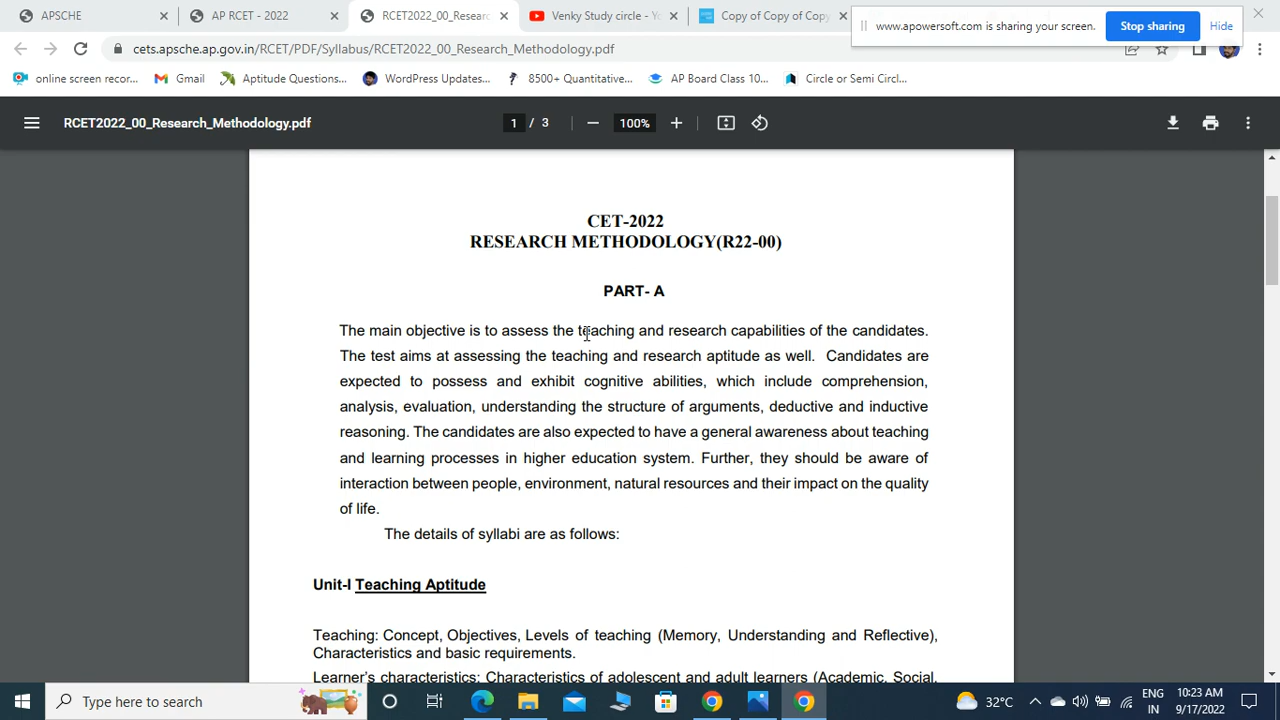 APSCHE
AP RCET - 2022
RCET2022_00_Researc
Venky Study circle - Yo
Copy of Copy of Copy
www.apowersoft.com is sharing your screen.
Stop sharing
Hide
cets.apsche.ap.gov.in/RCET/PDF/Syllabus/RCET2022_00_Research_Methodology.pdf
online screen recor...
Gmail
Aptitude Questions...
WordPress Updates...
8500+ Quantitative...
AP Board Class 10...
Circle or Semi Circl...
RCET2022_00_Research_Methodology.pdf
1 / 3
100%
CET-2022
RESEARCH METHODOLOGY(R22-00)
PART- A
The main objective is to assess the teaching and research capabilities of the candidates.
The test aims at assessing the teaching and research aptitude as well. Candidates are
expected to possess and exhibit cognitive abilities, which include comprehension,
analysis, evaluation, understanding the structure of arguments, deductive and inductive
reasoning. The candidates are also expected to have a general awareness about teaching
and learning processes in higher education system. Further, they should be aware of
interaction between people, environment, natural resources and their impact on the quality
of life.
The details of syllabi are as follows:
Unit-I Teaching Aptitude
Teaching: Concept, Objectives, Levels of teaching (Memory, Understanding and Reflective),
Characteristics and basic requirements.
Learner's characteristics: Characteristics of adolescent and adult learners (Academic, Social,
Type here to search
32°C
ENG
IN
10:23 AM
9/17/2022